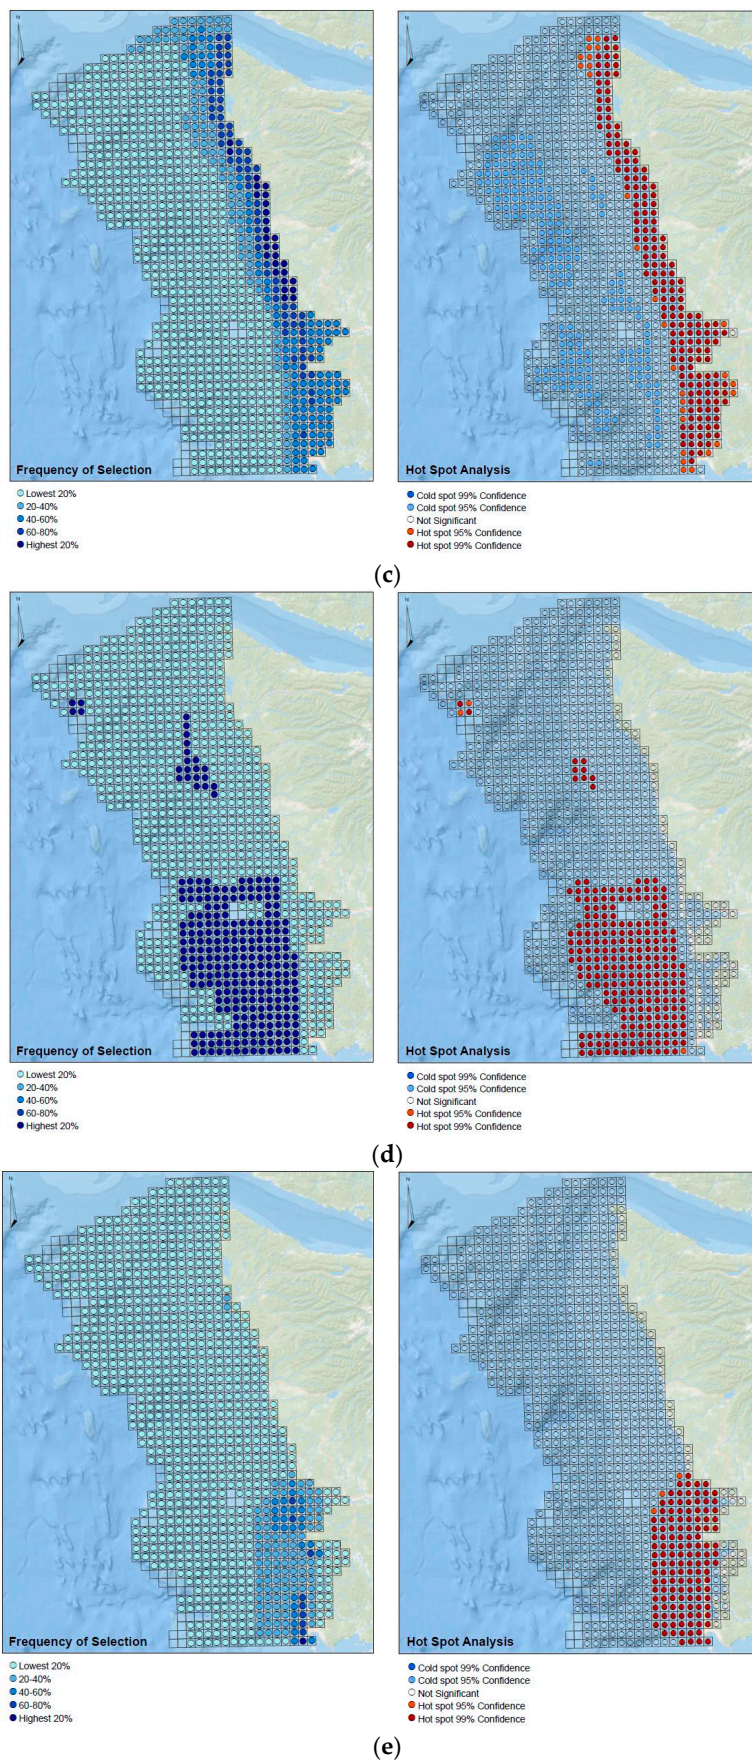 N
N
Frequency of Selection
Hot Spot Analysis
Lowest 20%
20-40%
40-60%
60-80%
Highest 20%
Cold spot 99% Confidence
Cold spot 95% Confidence
Not Significant
Hot spot 95% Confidence
Hot spot 99% Confidence
(c)
N
N
Frequency of Selection
Hot Spot Analysis
Lowest 20%
20-40%
40-60%
60-80%
Highest 20%
Cold spot 99% Confidence
Cold spot 95% Confidence
Not Significant
Hot spot 95% Confidence
Hot spot 99% Confidence
(d)
N
N
Frequency of Selection
Hot Spot Analysis
Lowest 20%
20-40%
40-60%
60-80%
Highest 20%
Cold spot 99% Confidence
Cold spot 95% Confidence
Not Significant
Hot spot 95% Confidence
Hot spot 99% Confidence
(e)